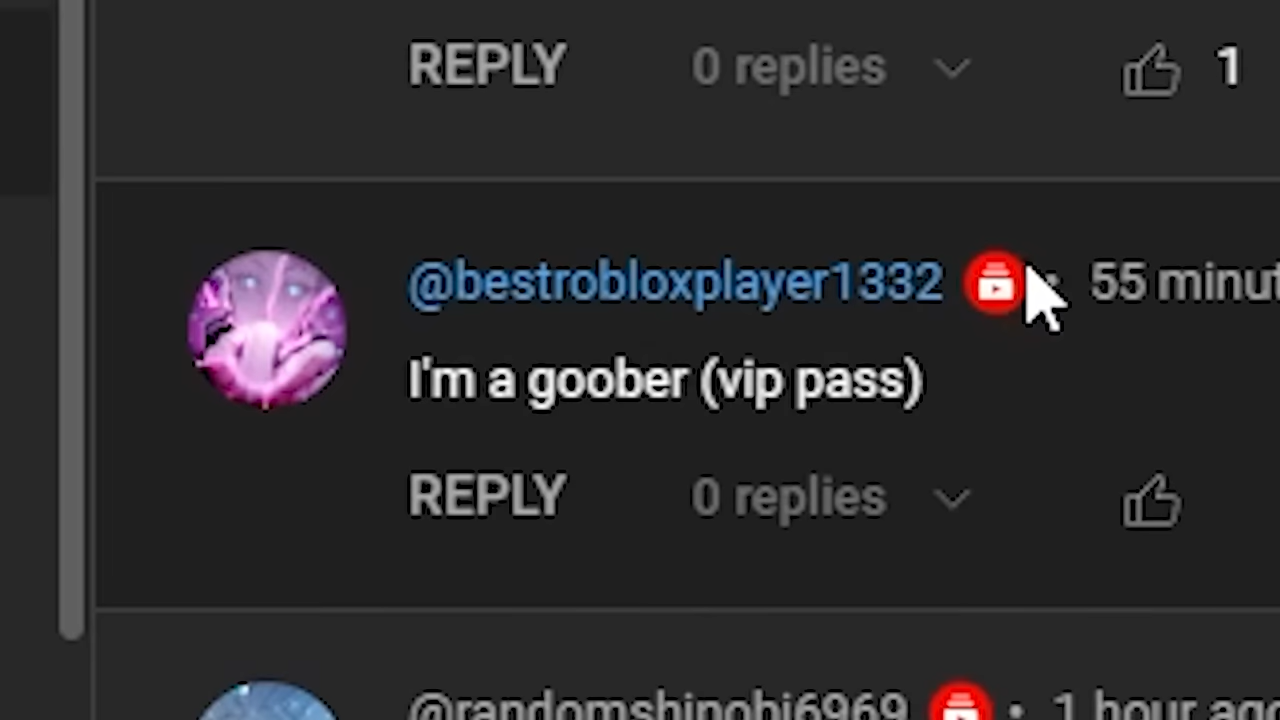 REPLY 0 replies 1
@bestrobloxplayer1332 55 minut
I'm a goober (vip pass)
REPLY 0 replies
@randomshinobi6969 1 hour ago